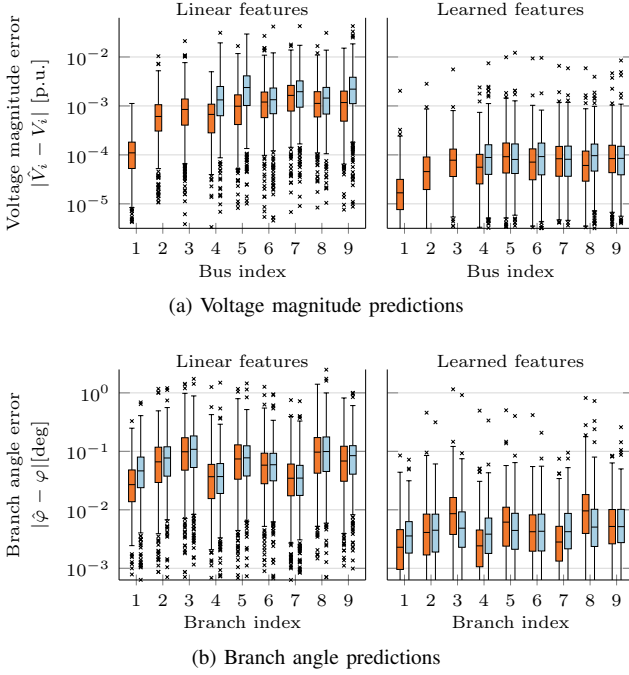 Linear features
Learned features
Voltage magnitude error
|V̂ᵢ − Vᵢ| [p.u.]
10⁻²
10⁻³
10⁻⁴
10⁻⁵
1 2 3 4 5 6 7 8 9
1 2 3 4 5 6 7 8 9
Bus index
Bus index
(a) Voltage magnitude predictions
Linear features
Learned features
Branch angle error
|φ̂ − φ|[deg]
10⁰
10⁻¹
10⁻²
10⁻³
1 2 3 4 5 6 7 8 9
1 2 3 4 5 6 7 8 9
Branch index
Branch index
(b) Branch angle predictions